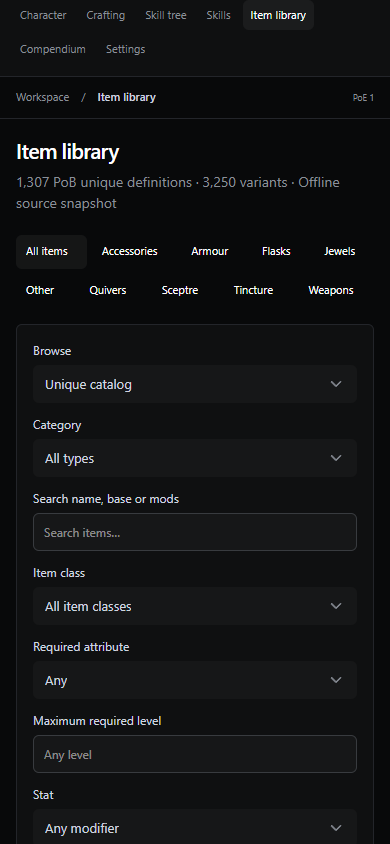 Character Crafting Skill tree Skills Item library
Compendium Settings
Workspace / Item library PoE 1
Item library
1,307 PoB unique definitions · 3,250 variants · Offline
source snapshot
All items Accessories Armour Flasks Jewels
Other Quivers Sceptre Tincture Weapons
Browse
Unique catalog
Category
All types
Search name, base or mods
Search items...
Item class
All item classes
Required attribute
Any
Maximum required level
Any level
Stat
Any modifier